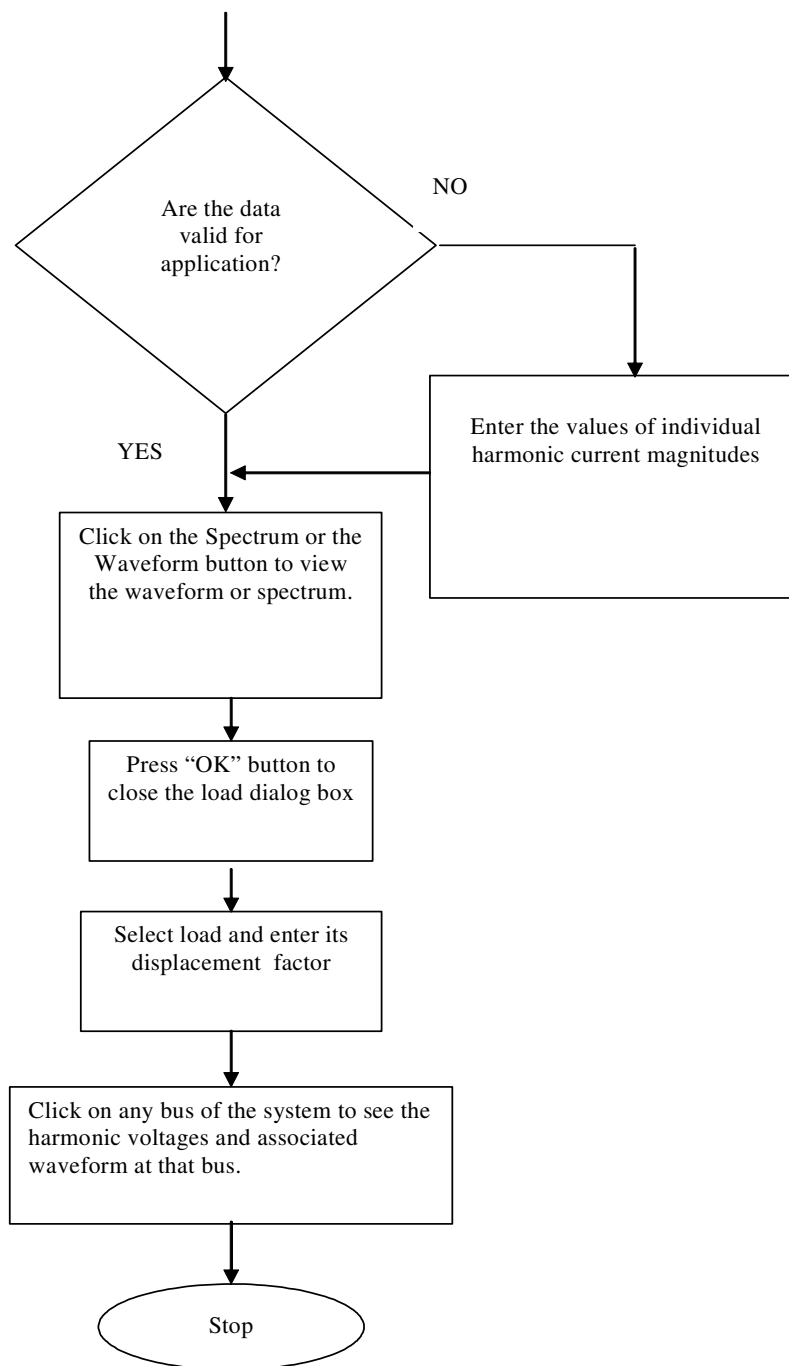 NO
Are the data
valid for
application?
Enter the values of individual
harmonic current magnitudes
YES
Click on the Spectrum or the
Waveform button to view
the waveform or spectrum.
Press “OK” button to
close the load dialog box
Select load and enter its
displacement factor
Click on any bus of the system to see the
harmonic voltages and associated
waveform at that bus.
Stop